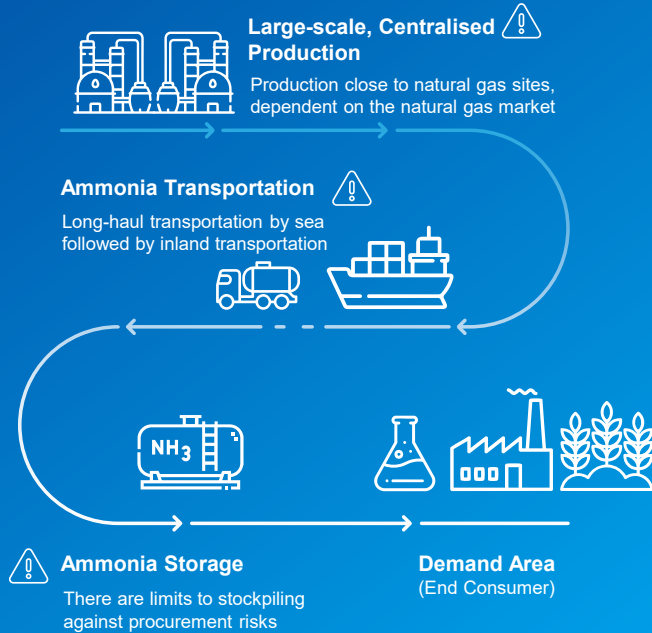 Large-scale, Centralised
Production
Production close to natural gas sites,
dependent on the natural gas market
Ammonia Transportation
Long-haul transportation by sea
followed by inland transportation
NH3
Ammonia Storage
There are limits to stockpiling
against procurement risks
Demand Area
(End Consumer)